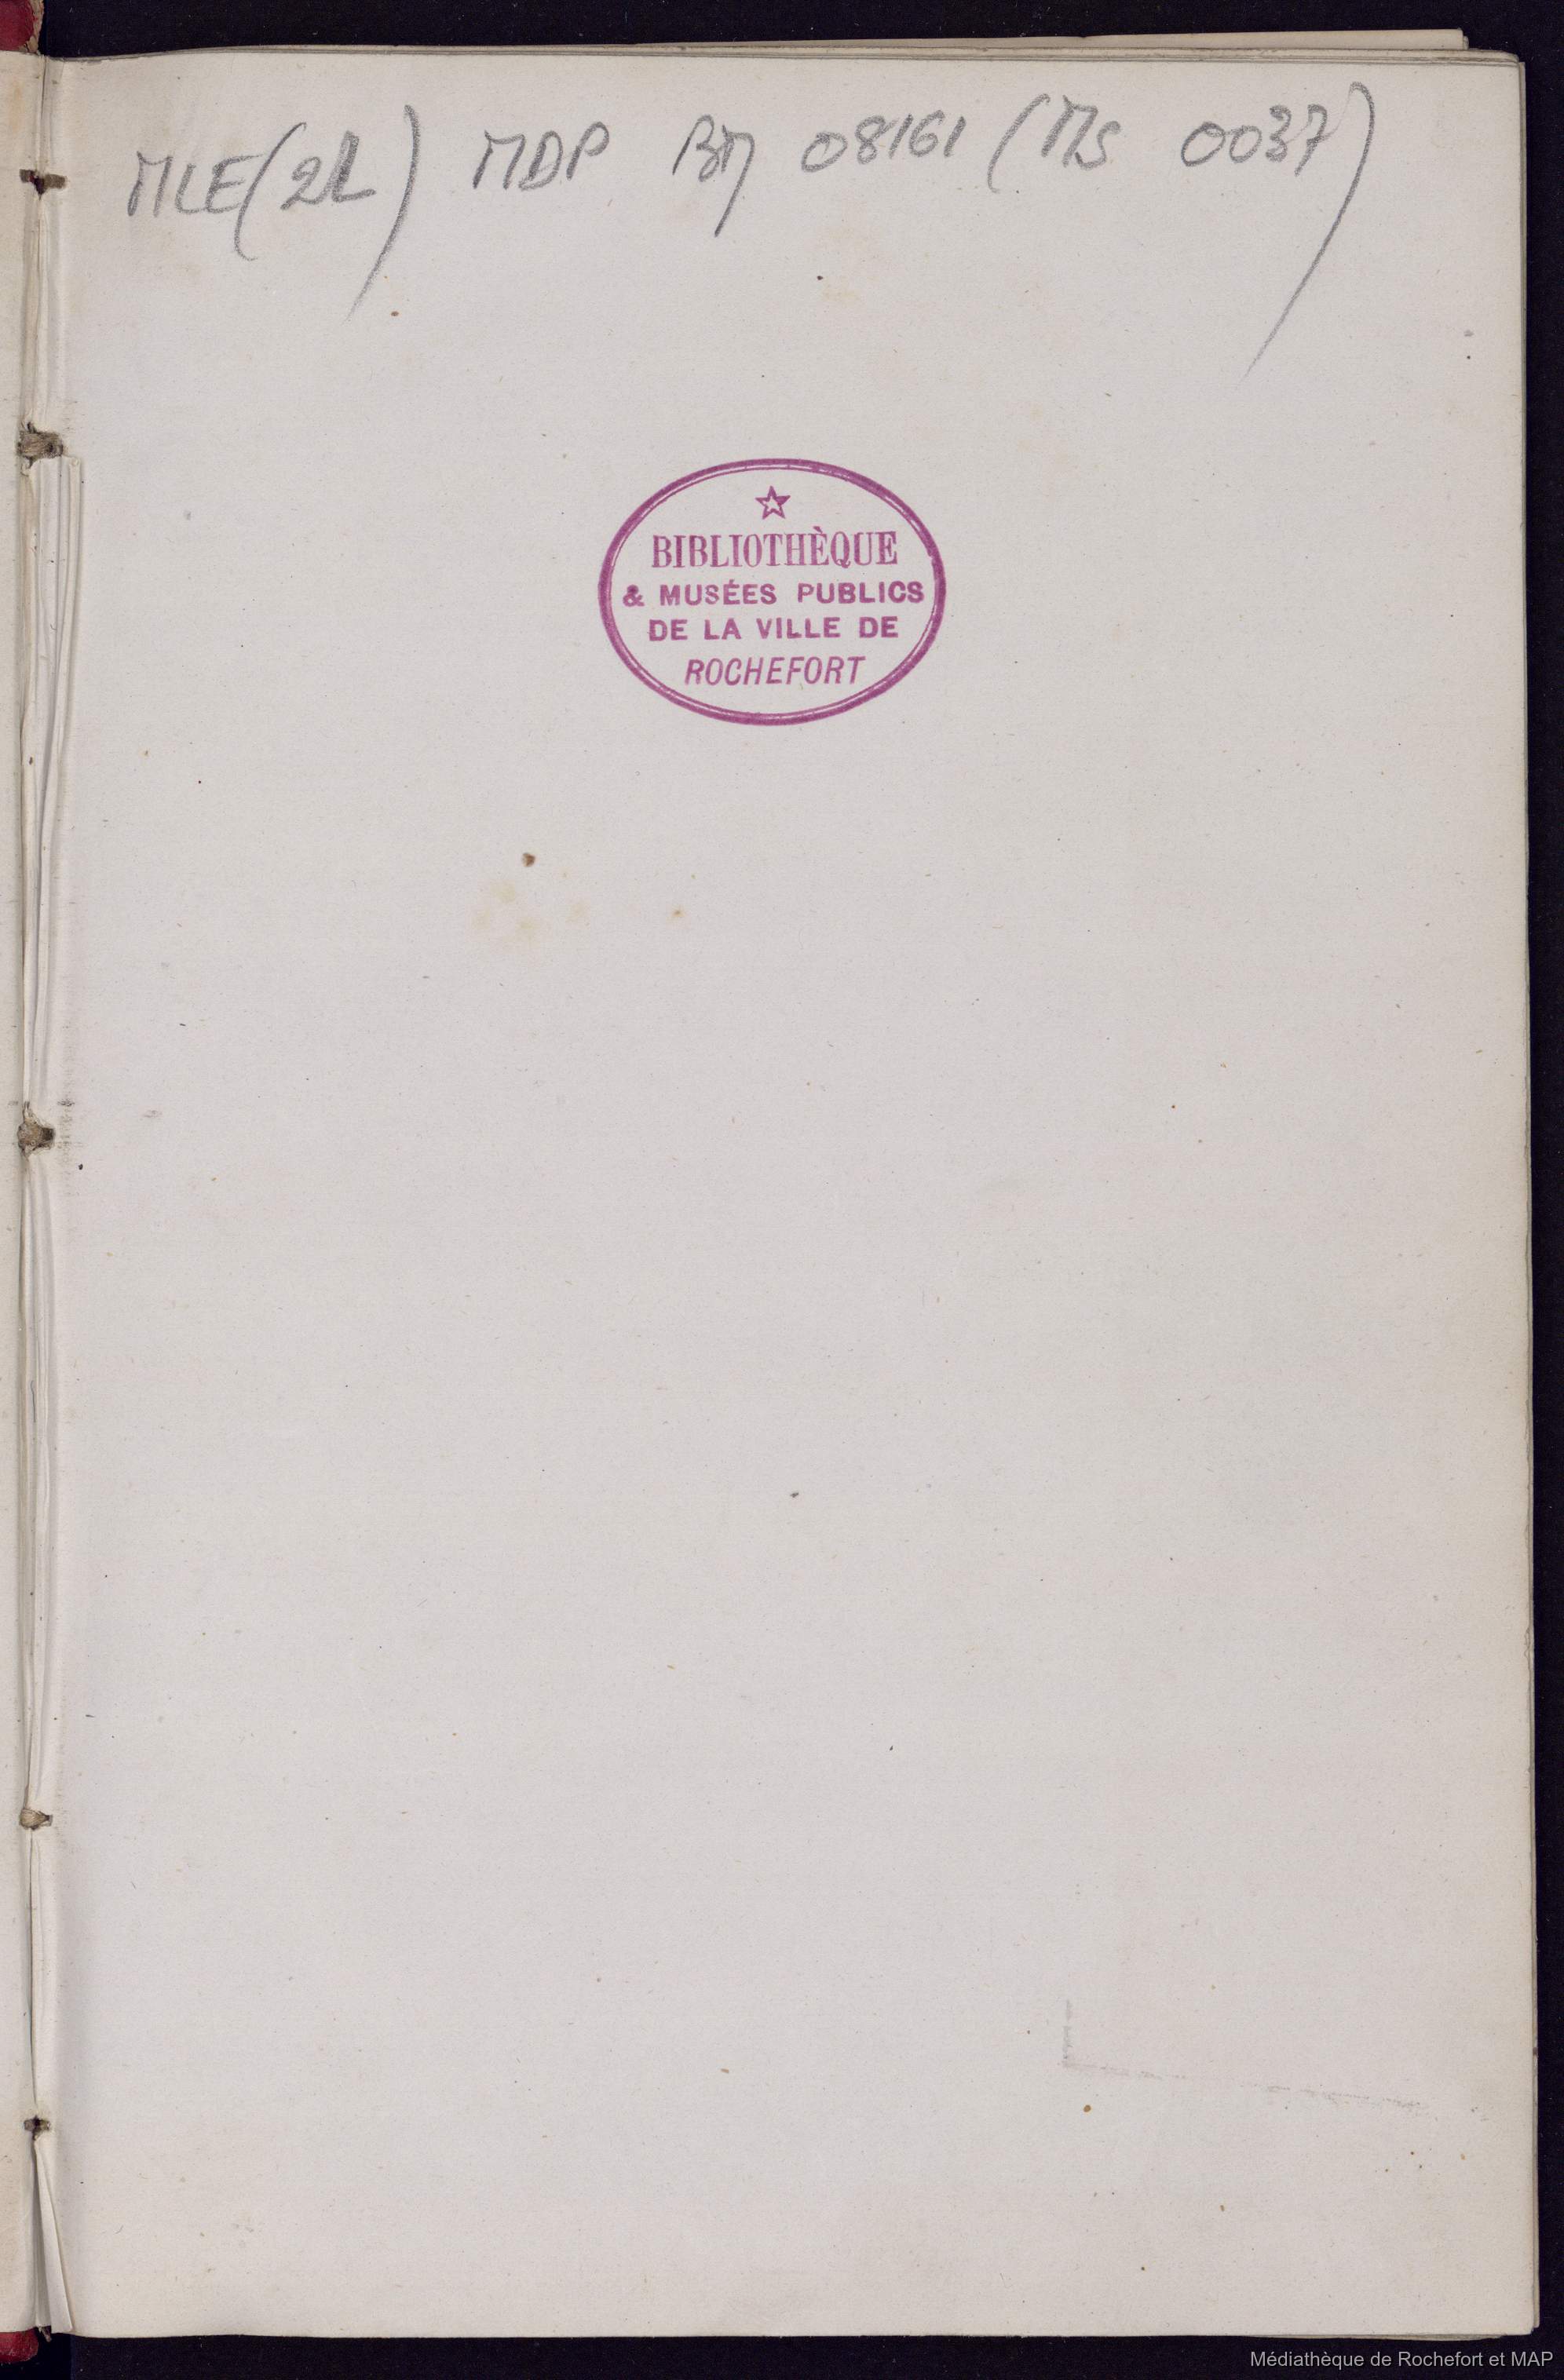 MLE(2L) MDP BM 08161 (Ms 0037)
☆
BIBLIOTHÈQUE
& MUSÉES PUBLICS
DE LA VILLE DE
ROCHEFORT
Médiathèque de Rochefort et MAP